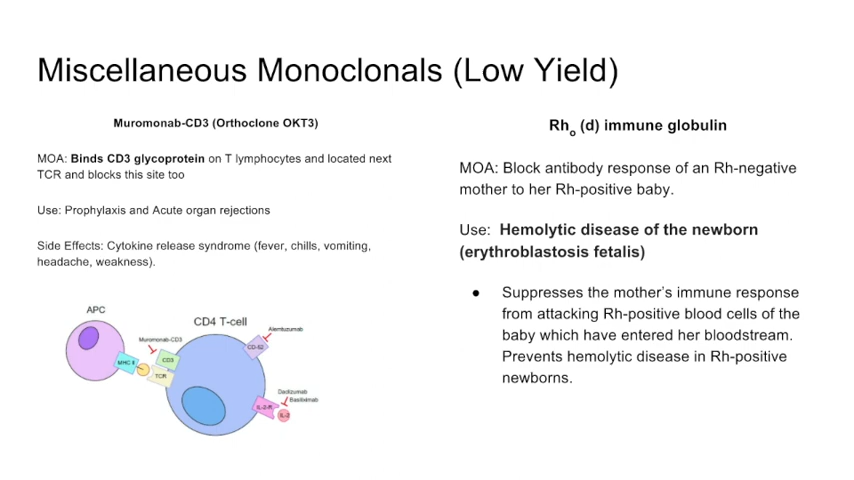 Miscellaneous Monoclonals (Low Yield)
Muromonab-CD3 (Orthoclone OKT3)
MOA: Binds CD3 glycoprotein on T lymphocytes and located next
TCR and blocks this site too
Use: Prophylaxis and Acute organ rejections
Side Effects: Cytokine release syndrome (fever, chills, vomiting,
headache, weakness).
APC
CD4 T-cell
Alemtuzumab
Muromonab-CD3
CD-52
MHC II
CD3
TCR
Daclizumab
Basiliximab
IL-2-R
IL-2
Rho (d) immune globulin
MOA: Block antibody response of an Rh-negative
mother to her Rh-positive baby.
Use: Hemolytic disease of the newborn
(erythroblastosis fetalis)
● Suppresses the mother’s immune response
from attacking Rh-positive blood cells of the
baby which have entered her bloodstream.
Prevents hemolytic disease in Rh-positive
newborns.